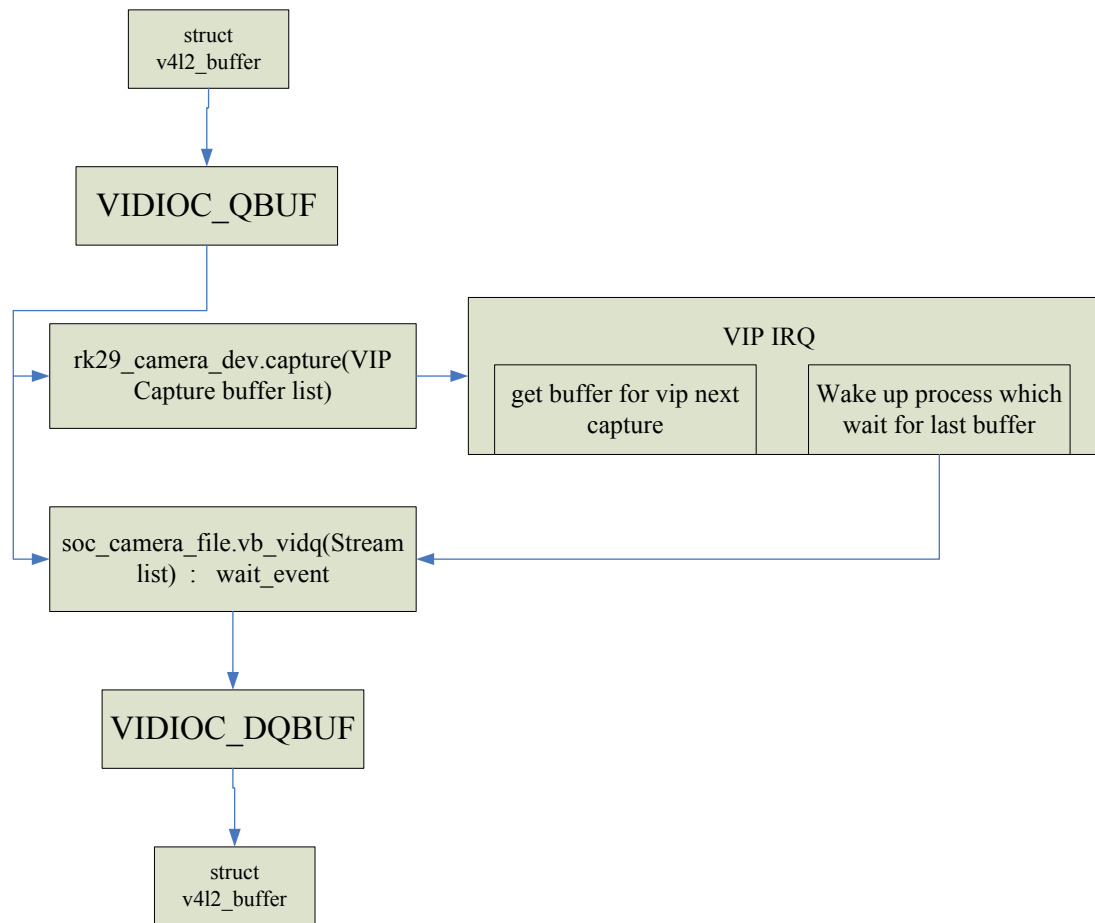 struct
v4l2_buffer
VIDIOC_QBUF
rk29_camera_dev.capture(VIP
Capture buffer list)
VIP IRQ
get buffer for vip next
capture
Wake up process which
wait for last buffer
soc_camera_file.vb_vidq(Stream
list) : wait_event
VIDIOC_DQBUF
struct
v4l2_buffer